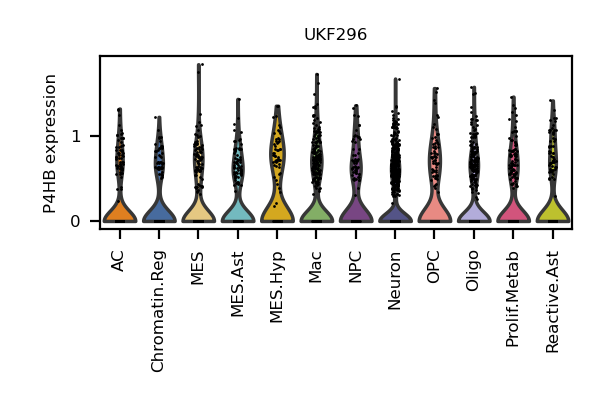 UKF296
P4HB expression
1
0
AC
Chromatin.Reg
MES
MES.Ast
MES.Hyp
Mac
NPC
Neuron
OPC
Oligo
Prolif.Metab
Reactive.Ast